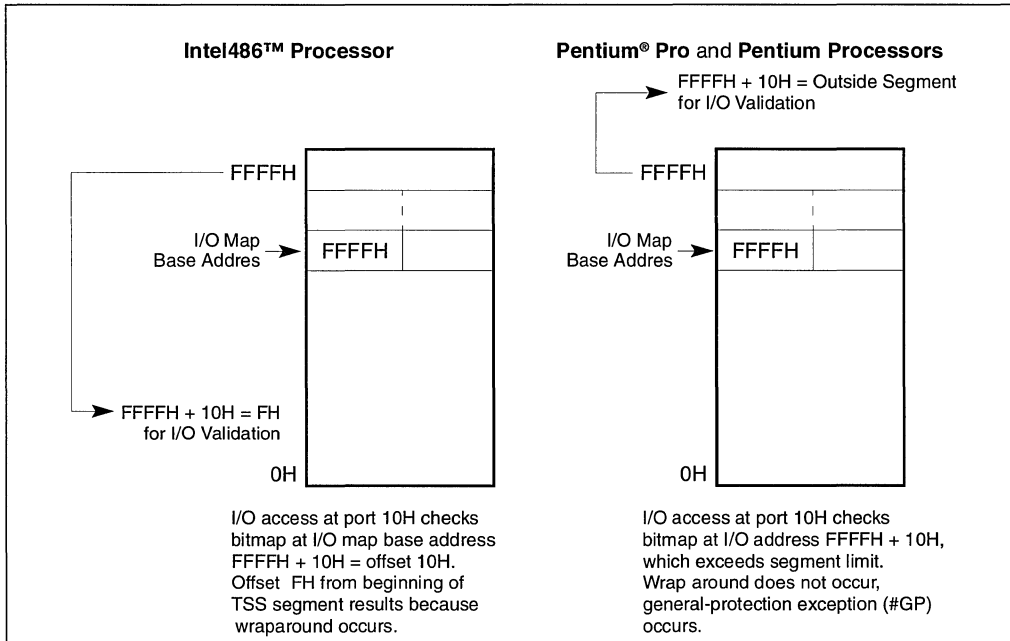 Intel486™ Processor
FFFFH
I/O Map
Base Addres
FFFFH
FFFFH + 10H = FH
for I/O Validation
0H
I/O access at port 10H checks
bitmap at I/O map base address
FFFFH + 10H = offset 10H.
Offset FH from beginning of
TSS segment results because
wraparound occurs.
Pentium® Pro and Pentium Processors
FFFFH + 10H = Outside Segment
for I/O Validation
FFFFH
I/O Map
Base Addres
FFFFH
0H
I/O access at port 10H checks
bitmap at I/O address FFFFH + 10H,
which exceeds segment limit.
Wrap around does not occur,
general-protection exception (#GP)
occurs.